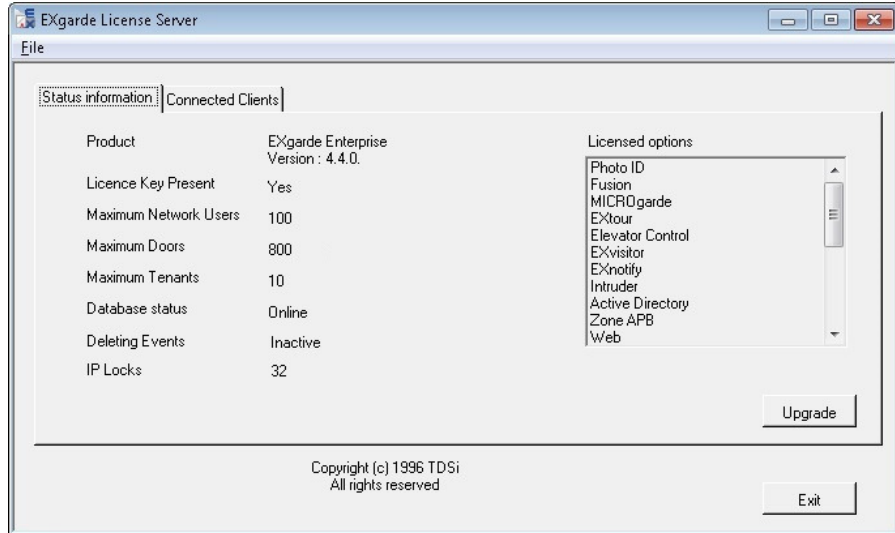 EXgarde License Server
File
Status information
Connected Clients
Product
EXgarde Enterprise
Version : 4.4.0.
Licence Key Present
Yes
Maximum Network Users
100
Maximum Doors
800
Maximum Tenants
10
Database status
Online
Deleting Events
Inactive
IP Locks
32
Licensed options
Photo ID
Fusion
MICROgarde
EXtour
Elevator Control
EXvisitor
EXnotify
Intruder
Active Directory
Zone APB
Web
Upgrade
Copyright (c) 1996 TDSi
All rights reserved
Exit